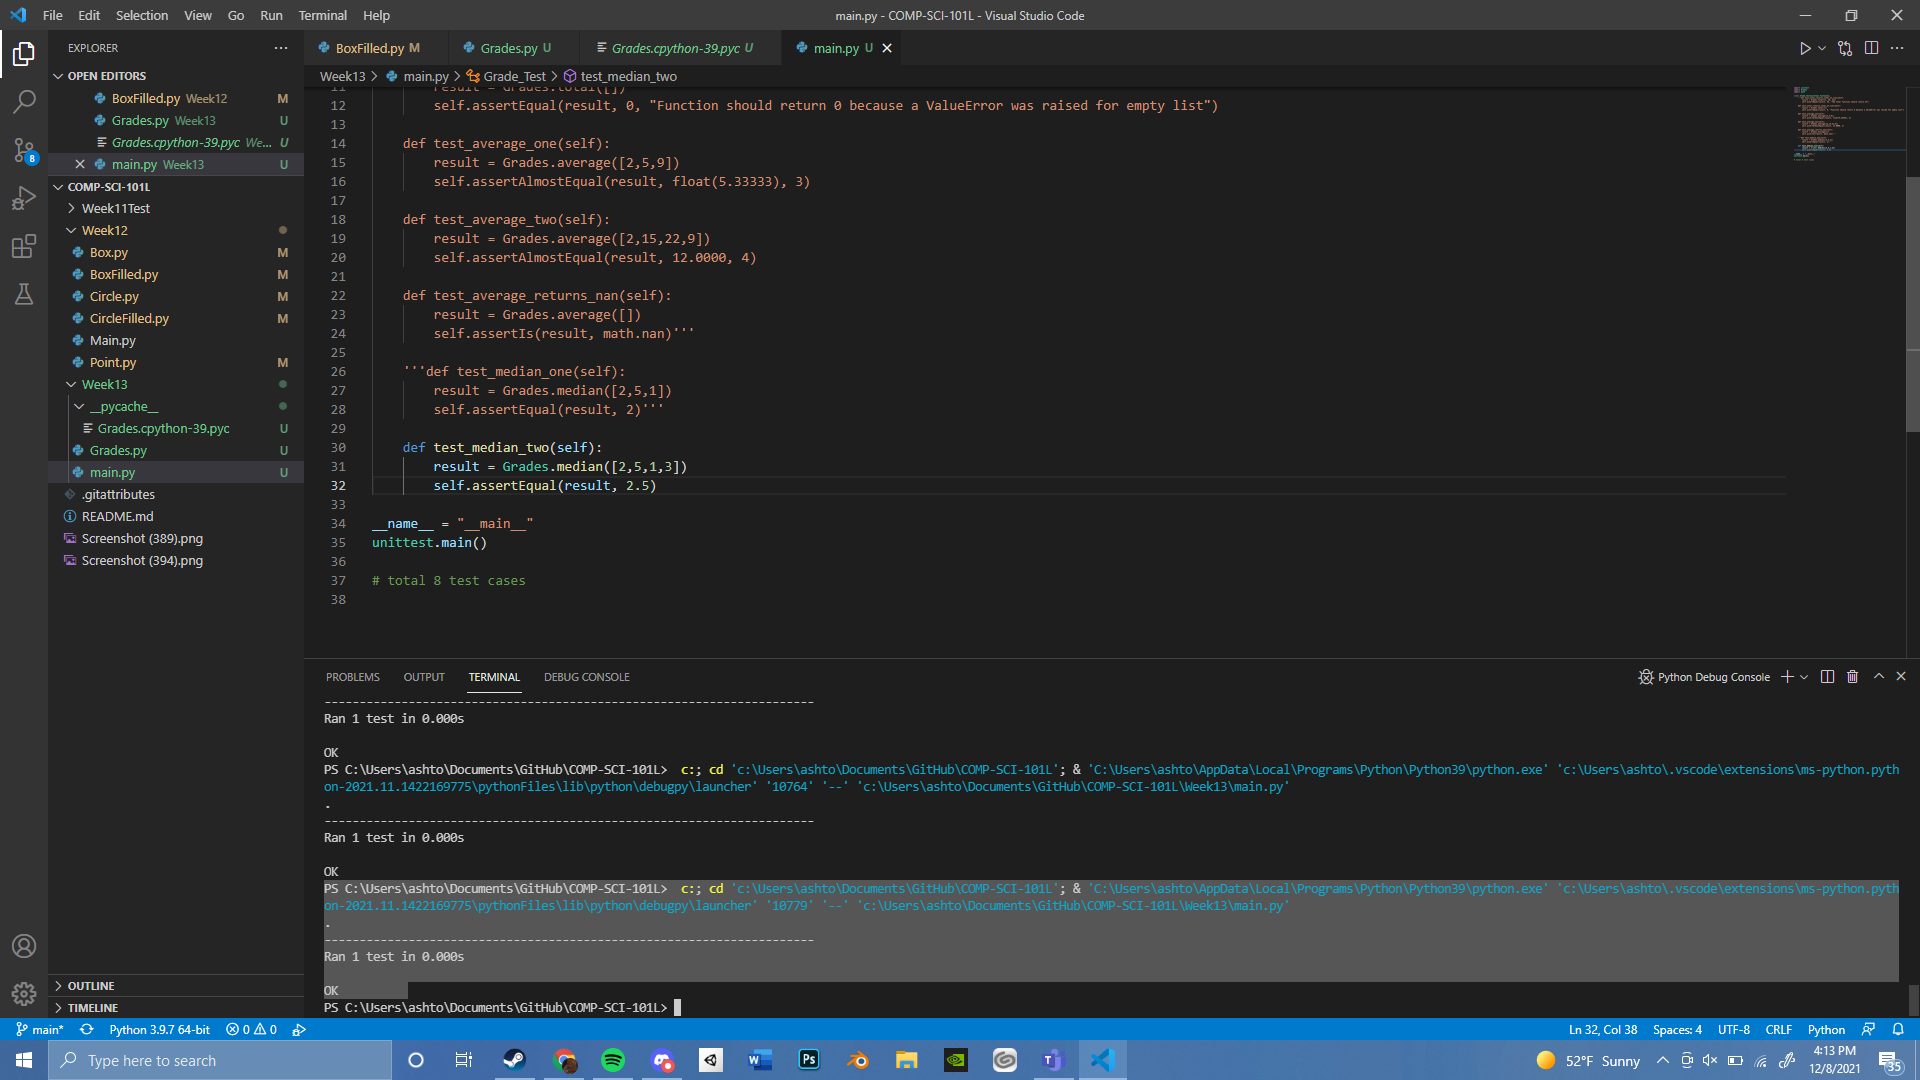 File Edit Selection View Go Run Terminal Help
main.py - COMP-SCI-101L - Visual Studio Code
EXPLORER
OPEN EDITORS
BoxFilled.py Week12 M
Grades.py Week13 U
Grades.cpython-39.pyc We... U
main.py Week13 U
COMP-SCI-101L
Week11Test
Week12
Box.py M
BoxFilled.py M
Circle.py M
CircleFilled.py M
Main.py
Point.py M
Week13
__pycache__
Grades.cpython-39.pyc U
Grades.py U
main.py U
.gitattributes
README.md
Screenshot (389).png
Screenshot (394).png
OUTLINE
TIMELINE
8
BoxFilled.py M Grades.py U Grades.cpython-39.pyc U main.py U
Week13 > main.py > Grade_Test > test_median_two
11 result = Grades.total([])
12 self.assertEqual(result, 0, "Function should return 0 because a ValueError was raised for empty list")
13
14 def test_average_one(self):
15 result = Grades.average([2,5,9])
16 self.assertAlmostEqual(result, float(5.33333), 3)
17
18 def test_average_two(self):
19 result = Grades.average([2,15,22,9])
20 self.assertAlmostEqual(result, 12.0000, 4)
21
22 def test_average_returns_nan(self):
23 result = Grades.average([])
24 self.assertIs(result, math.nan)'''
25
26 '''def test_median_one(self):
27 result = Grades.median([2,5,1])
28 self.assertEqual(result, 2)'''
29
30 def test_median_two(self):
31 result = Grades.median([2,5,1,3])
32 self.assertEqual(result, 2.5)
33
34 __name__ = "__main__"
35 unittest.main()
36
37 # total 8 test cases
38
PROBLEMS OUTPUT TERMINAL DEBUG CONSOLE
Python Debug Console
----------------------------------------------------------------------
Ran 1 test in 0.000s
OK
PS C:\Users\ashto\Documents\GitHub\COMP-SCI-101L> c:; cd 'c:\Users\ashto\Documents\GitHub\COMP-SCI-101L'; & 'C:\Users\ashto\AppData\Local\Programs\Python\Python39\python.exe' 'c:\Users\ashto\.vscode\extensions\ms-python.pyth
on-2021.11.1422169775\pythonFiles\lib\python\debugpy\launcher' '10764' '--' 'c:\Users\ashto\Documents\GitHub\COMP-SCI-101L\Week13\main.py'
.
----------------------------------------------------------------------
Ran 1 test in 0.000s
OK
PS C:\Users\ashto\Documents\GitHub\COMP-SCI-101L> c:; cd 'c:\Users\ashto\Documents\GitHub\COMP-SCI-101L'; & 'C:\Users\ashto\AppData\Local\Programs\Python\Python39\python.exe' 'c:\Users\ashto\.vscode\extensions\ms-python.pyth
on-2021.11.1422169775\pythonFiles\lib\python\debugpy\launcher' '10779' '--' 'c:\Users\ashto\Documents\GitHub\COMP-SCI-101L\Week13\main.py'
.
----------------------------------------------------------------------
Ran 1 test in 0.000s
OK
PS C:\Users\ashto\Documents\GitHub\COMP-SCI-101L>
main* Python 3.9.7 64-bit 0 0
Ln 32, Col 38 Spaces: 4 UTF-8 CRLF Python
Type here to search
52°F Sunny
4:13 PM
12/8/2021
35